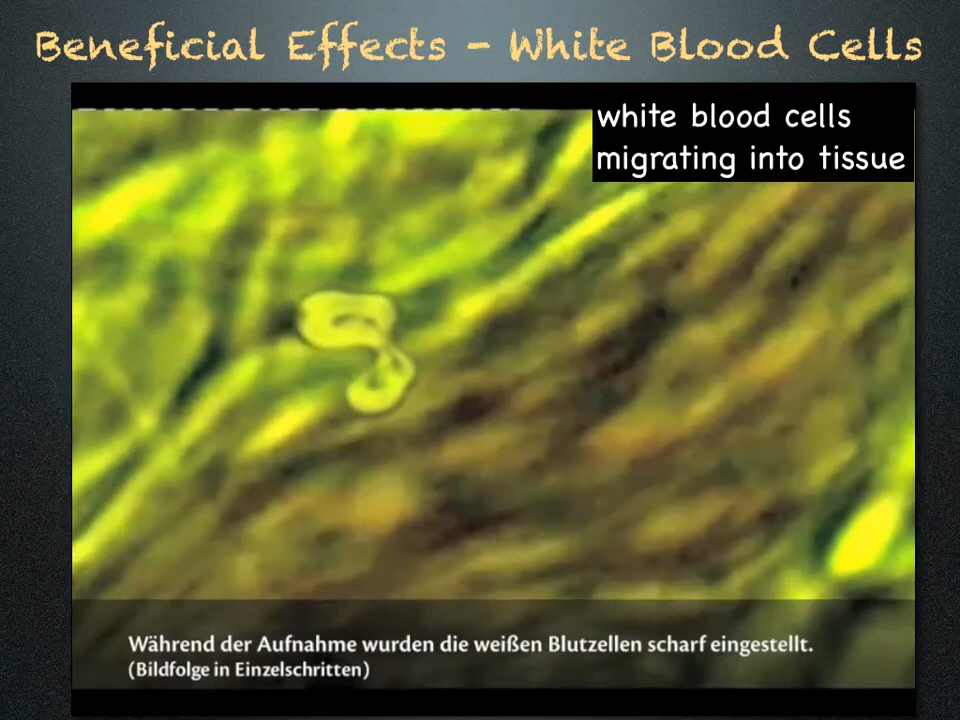 Beneficial Effects - White Blood Cells
white blood cells
migrating into tissue
Während der Aufnahme wurden die weißen Blutzellen scharf eingestellt.
(Bildfolge in Einzelschritten)